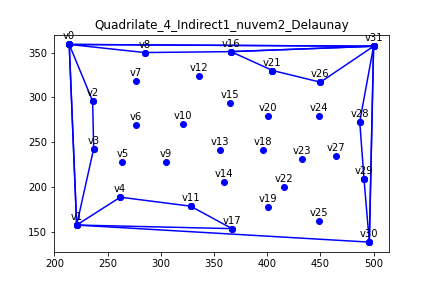 Quadrilate_4_Indirect1_nuvem2_Delaunay
v0
v31
v8
v16
350
v21
v12
v7
v26
300
v2
v15
v20
v24
v28
v6
v10
250
v3
v13
v18
v27
v5
v9
v23
200
v14
v22
v29
v4
v11
v19
v1
v17
v25
150
v30
200 250 300 350 400 450 500